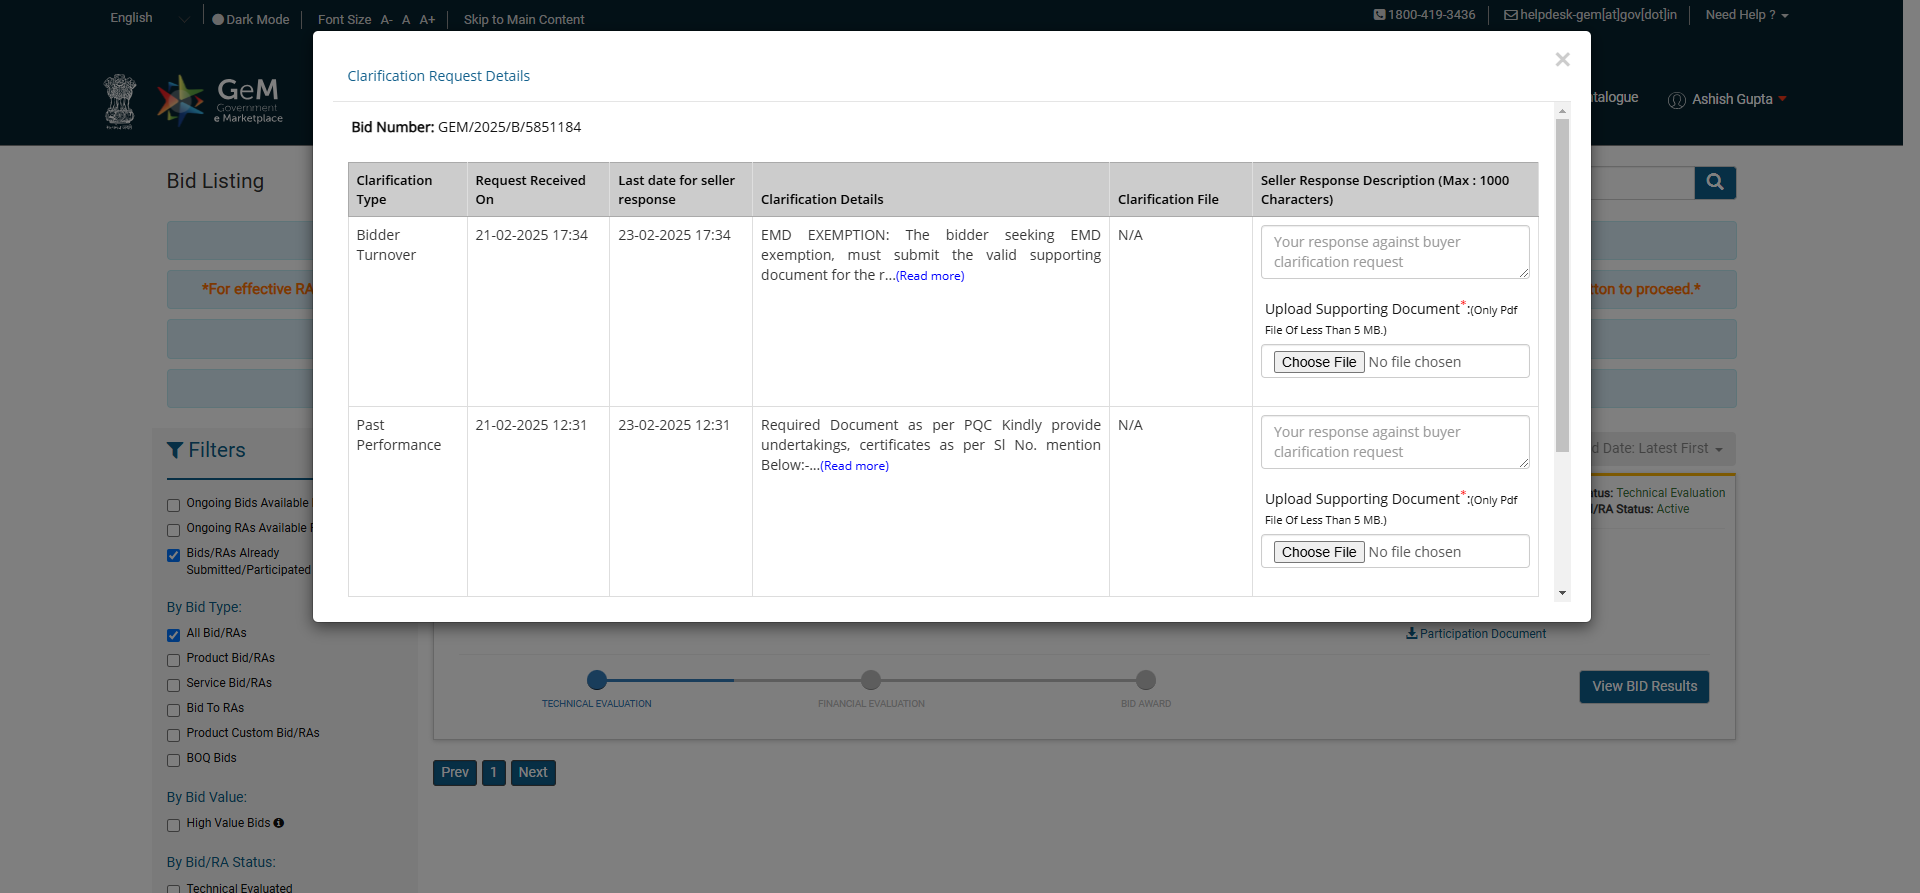 English
Dark Mode
Font Size A- A A+
Skip to Main Content
1800-419-3436
helpdesk-gem[at]gov[dot]in
Need Help ?
GeM
Government
e Marketplace
talogue
Ashish Gupta
Clarification Request Details
×
Bid Number: GEM/2025/B/5851184
Clarification
Type
Request Received
On
Last date for seller
response
Clarification Details
Clarification File
Seller Response Description (Max : 1000
Characters)
Bidder
Turnover
21-02-2025 17:34
23-02-2025 17:34
EMD EXEMPTION: The bidder seeking EMD
exemption, must submit the valid supporting
document for the r...(Read more)
N/A
Your response against buyer
clarification request
Upload Supporting Document*:(Only Pdf
File Of Less Than 5 MB.)
Choose File No file chosen
Past
Performance
21-02-2025 12:31
23-02-2025 12:31
Required Document as per PQC Kindly provide
undertakings, certificates as per Sl No. mention
Below:-...(Read more)
N/A
Your response against buyer
clarification request
Upload Supporting Document*:(Only Pdf
File Of Less Than 5 MB.)
Choose File No file chosen
Bid Listing
*For effective RA
ton to proceed.*
Filters
Ongoing Bids Available
Ongoing RAs Available
Bids/RAs Already
Submitted/Participated
By Bid Type:
All Bid/RAs
Product Bid/RAs
Service Bid/RAs
Bid To RAs
Product Custom Bid/RAs
BOQ Bids
By Bid Value:
High Value Bids
By Bid/RA Status:
Technical Evaluated
d Date: Latest First
tus: Technical Evaluation
/RA Status: Active
Participation Document
TECHNICAL EVALUATION
FINANCIAL EVALUATION
BID AWARD
View BID Results
Prev 1 Next